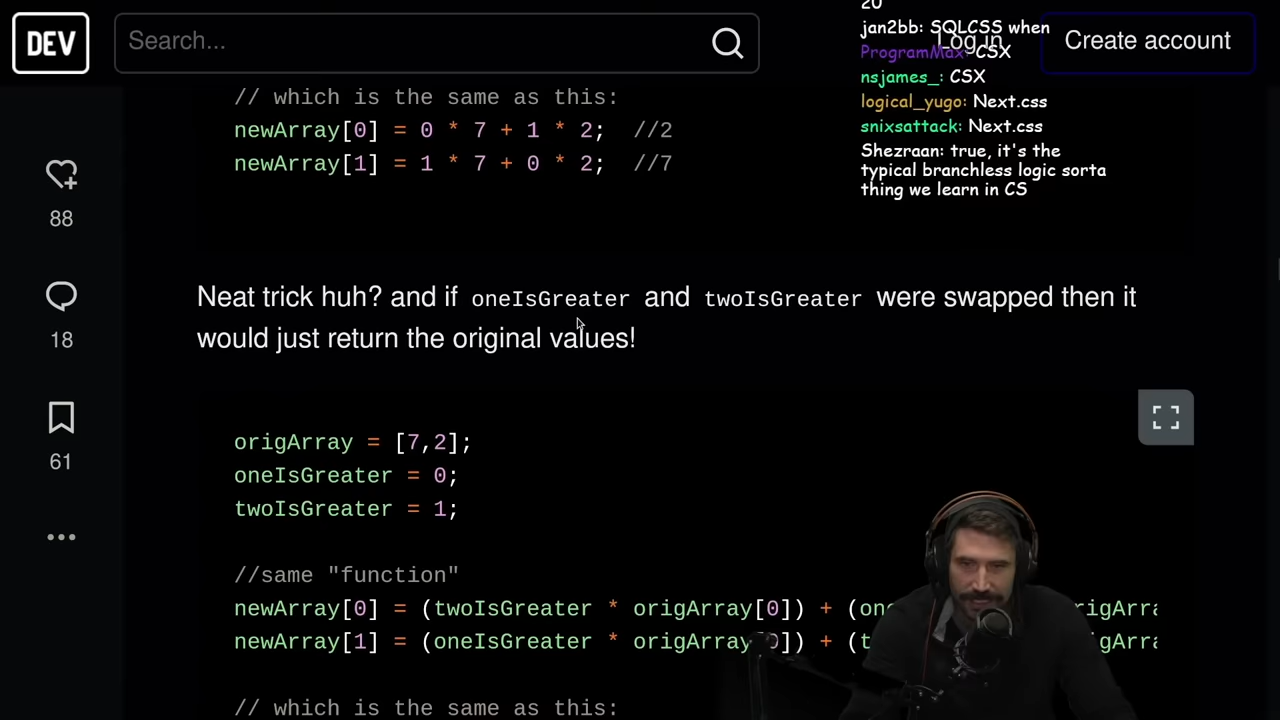 DEV
Search...
Log in
Create account
20
jan2bb: SQLCSS when
ProgramMax: CSX
nsjames_: CSX
logical_yugo: Next.css
snixsattack: Next.css
Shezraan: true, it's the
typical branchless logic sorta
thing we learn in CS
// which is the same as this:
newArray[0] = 0 * 7 + 1 * 2; //2
newArray[1] = 1 * 7 + 0 * 2; //7
88
18
61
Neat trick huh? and if oneIsGreater and twoIsGreater were swapped then it
would just return the original values!
origArray = [7,2];
oneIsGreater = 0;
twoIsGreater = 1;
//same "function"
newArray[0] = (twoIsGreater * origArray[0]) + (on
newArray[1] = (oneIsGreater * origArray[0]) + (t
// which is the same as this: